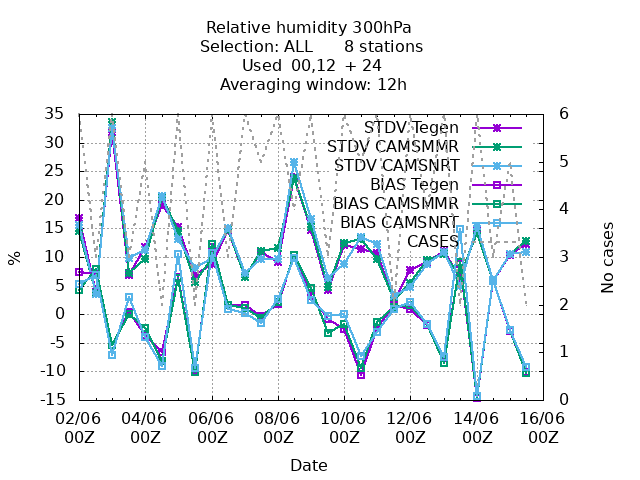 Relative humidity 300hPa
Selection: ALL 8 stations
Used 00,12 + 24
Averaging window: 12h
35 6
STDV Tegen
30
STDV CAMSMMR
STDV CAMSNRT
25 5
BIAS Tegen
20
BIAS CAMSMMR
4
BIAS CAMSNRT
15
CASES
10 3
5
0 2
-5
1
-10
-15 0
%
No cases
02/06 04/06 06/06 08/06 10/06 12/06 14/06 16/06
00Z 00Z 00Z 00Z 00Z 00Z 00Z 00Z
Date